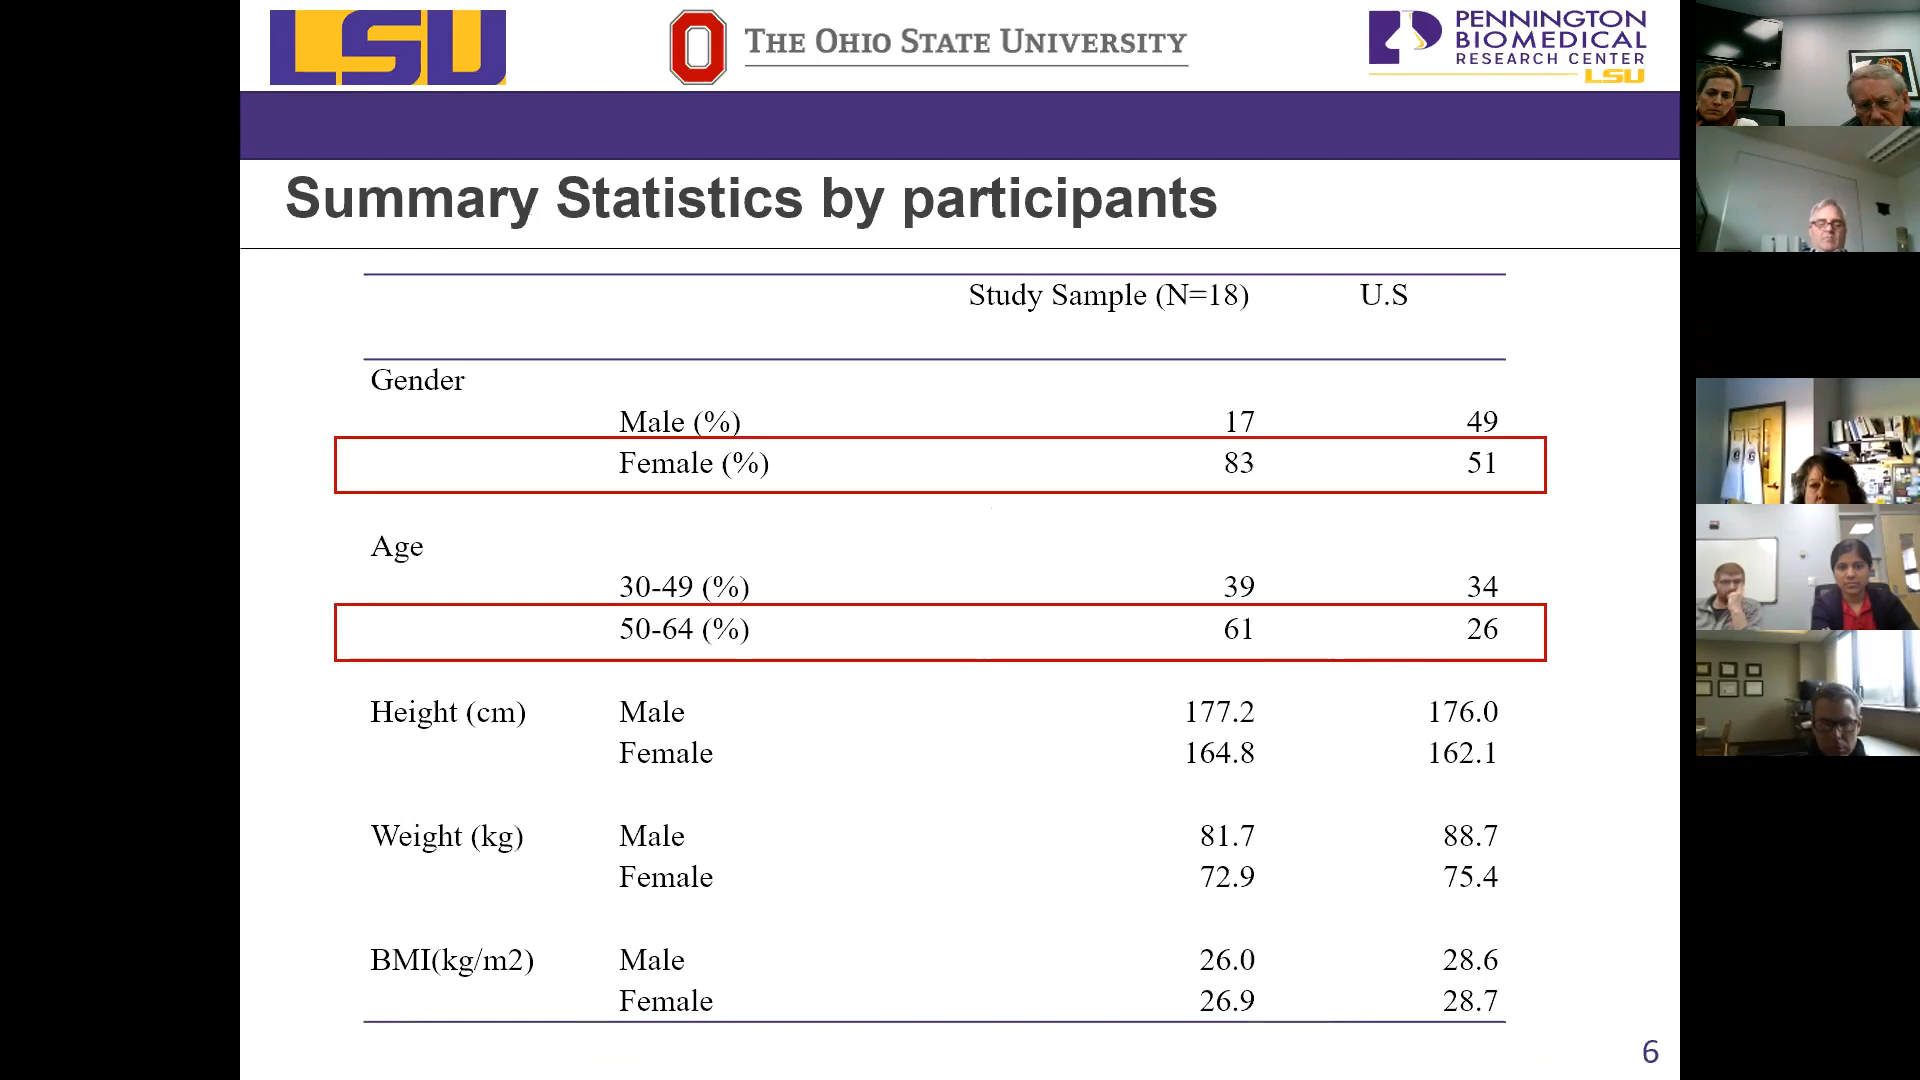 LSU
THE OHIO STATE UNIVERSITY
PENNINGTON
BIOMEDICAL
RESEARCH CENTER
LSU
Summary Statistics by participants
Study Sample (N=18) U.S
Gender
Male (%) 17 49
Female (%) 83 51
Age
30-49 (%) 39 34
50-64 (%) 61 26
Height (cm) Male 177.2 176.0
Female 164.8 162.1
Weight (kg) Male 81.7 88.7
Female 72.9 75.4
BMI(kg/m2) Male 26.0 28.6
Female 26.9 28.7
6